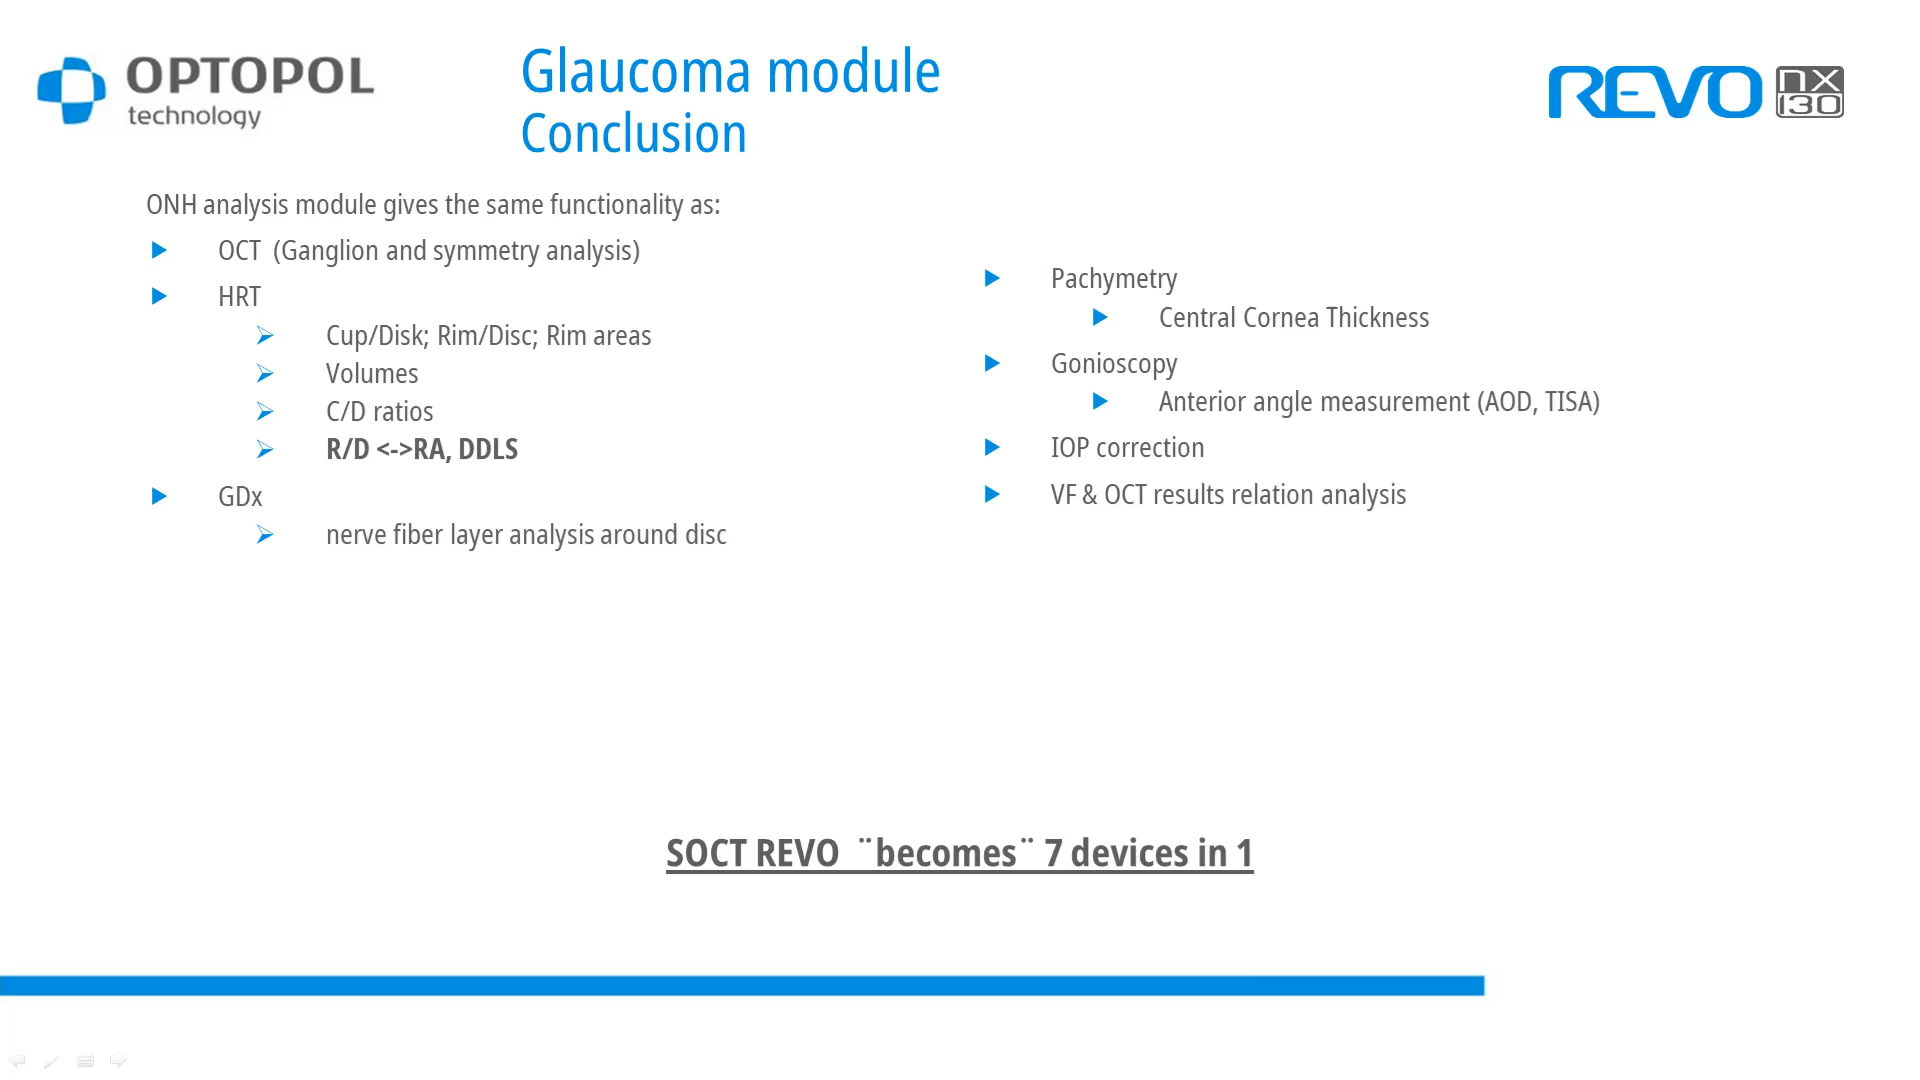 OPTOPOL
technology
Glaucoma module
Conclusion
REVO nx
130
ONH analysis module gives the same functionality as:
OCT (Ganglion and symmetry analysis)
HRT
Cup/Disk; Rim/Disc; Rim areas
Volumes
C/D ratios
R/D <->RA, DDLS
GDx
nerve fiber layer analysis around disc
Pachymetry
Central Cornea Thickness
Gonioscopy
Anterior angle measurement (AOD, TISA)
IOP correction
VF & OCT results relation analysis
SOCT REVO ¨becomes¨ 7 devices in 1